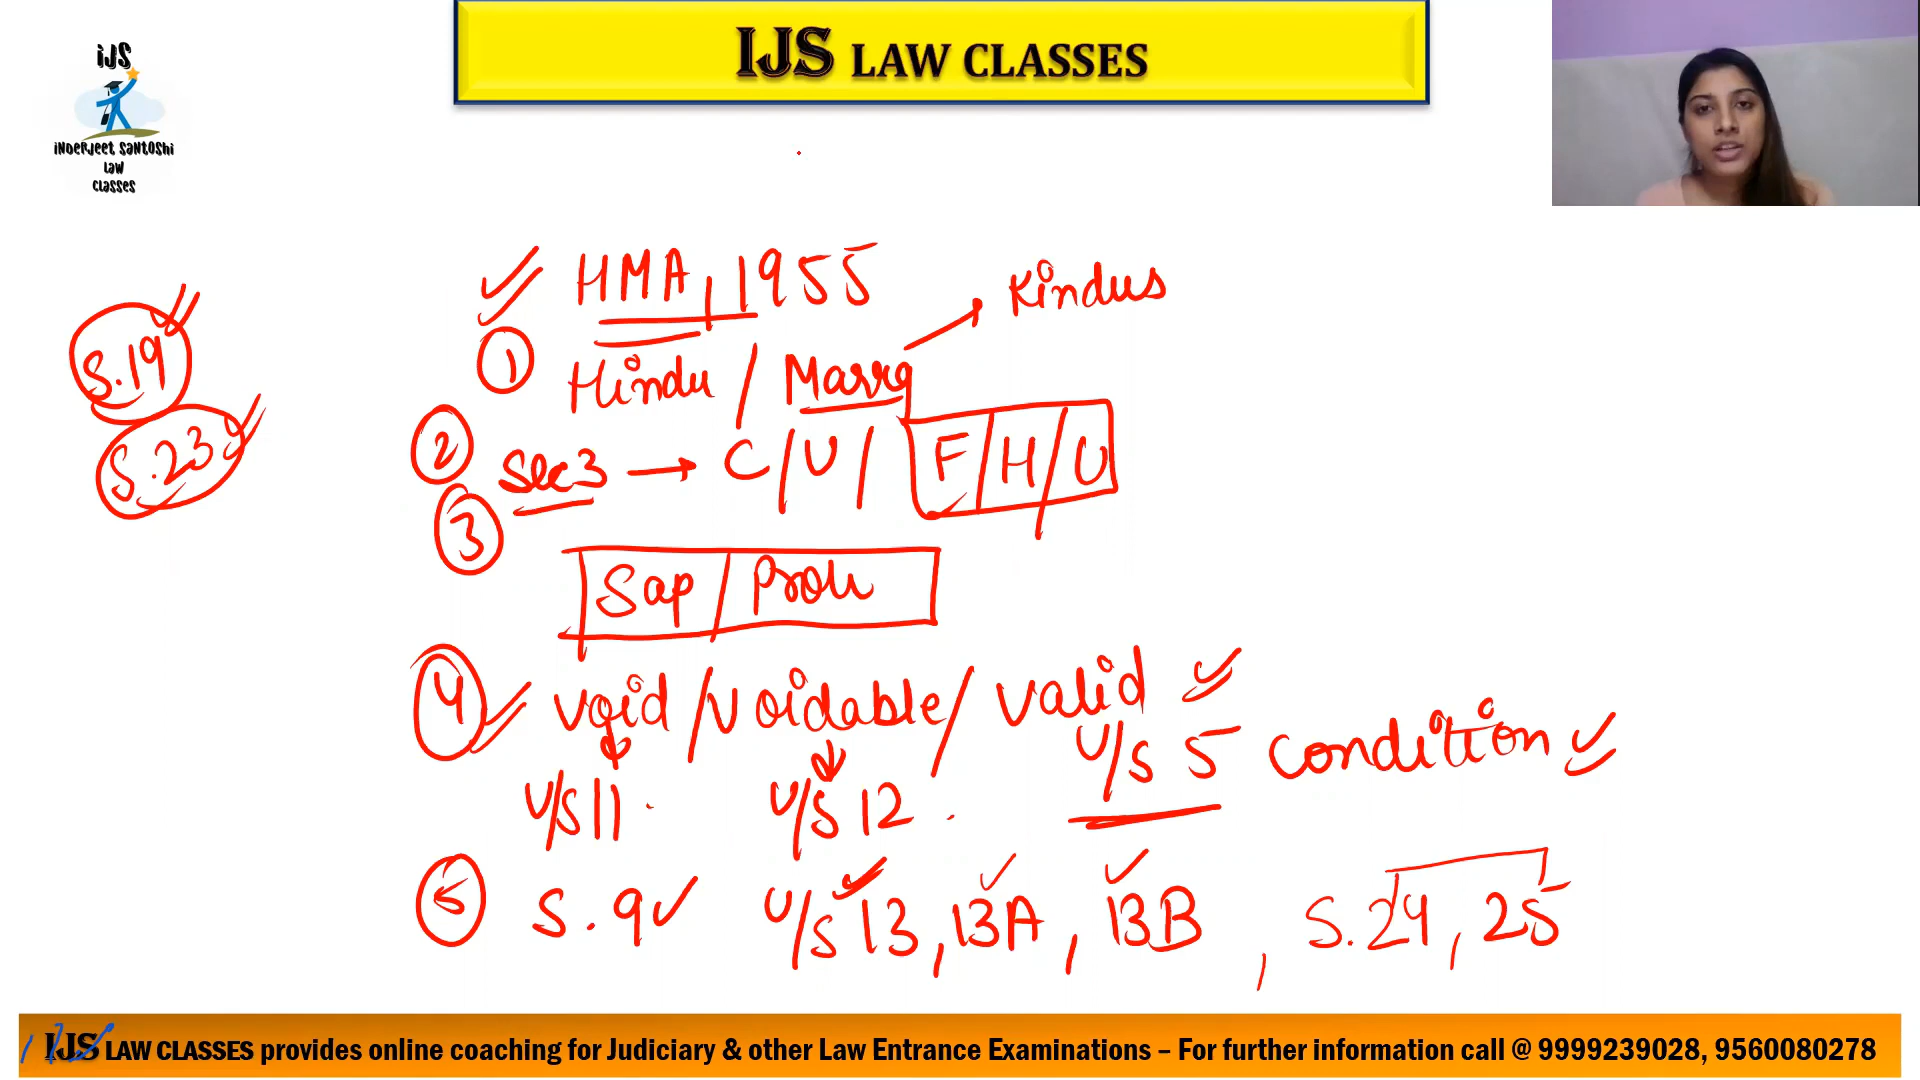 iJS
iNDERJEET SANTOSHI
LAW
CLASSES
IJS LAW CLASSES
S.19
S.23
HMA, 1955
① Hindu / Marrg → Hindus
② Sec 3 → C / U / F / H / U
③
Sap / Proh
④ Void / Voidable / Valid
U/S 11 U/S 12 U/S 5 Condition
⑤ S. 9 U/S 13, 13A, 13B, S. 24, 25
IJS LAW CLASSES provides online coaching for Judiciary & other Law Entrance Examinations – For further information call @ 9999239028, 9560080278